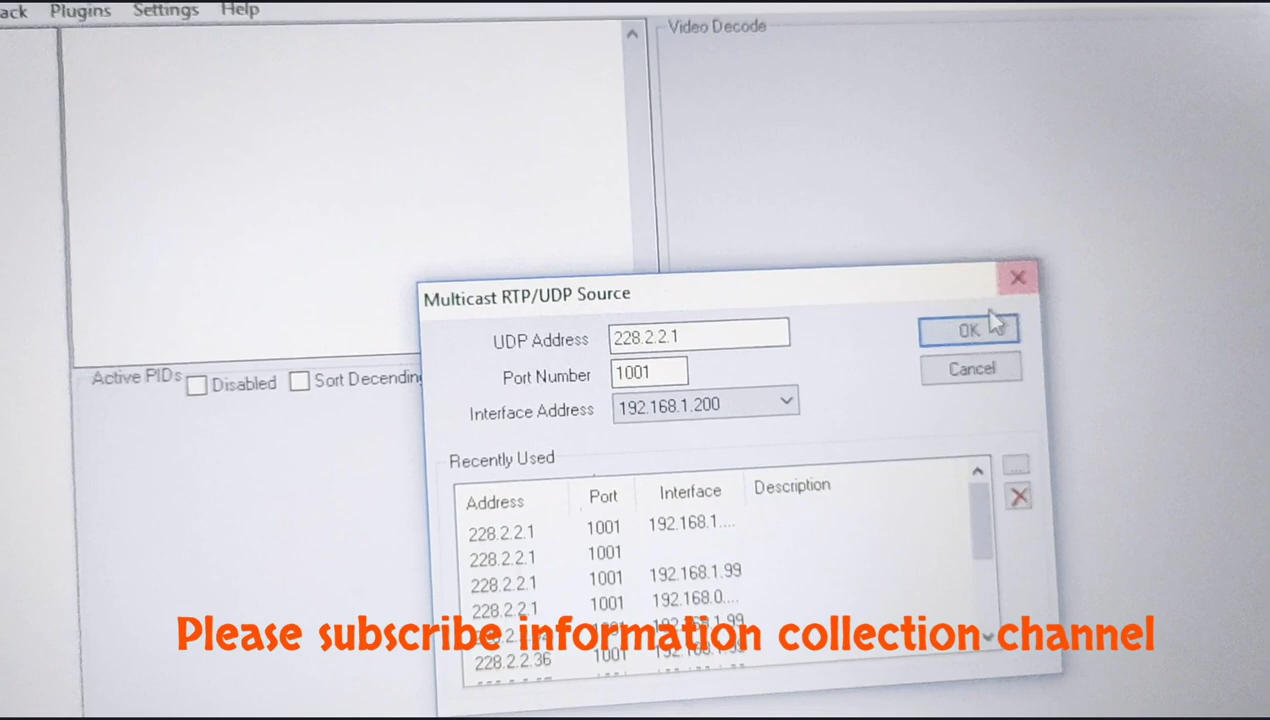 ack Plugins Settings Help
Video Decode
Multicast RTP/UDP Source
UDP Address 228.2.2.1 OK
Port Number 1001 Cancel
Interface Address 192.168.1.200
Active PIDs Disabled Sort Decending
Recently Used
...
Address Port Interface Description
228.2.2.1 1001 192.168.1....
228.2.2.1 1001
228.2.2.1 1001 192.168.1.99
228.2.2.1 1001 192.168.0....
Please subscribe information collection channel
228.2.2.36 1001